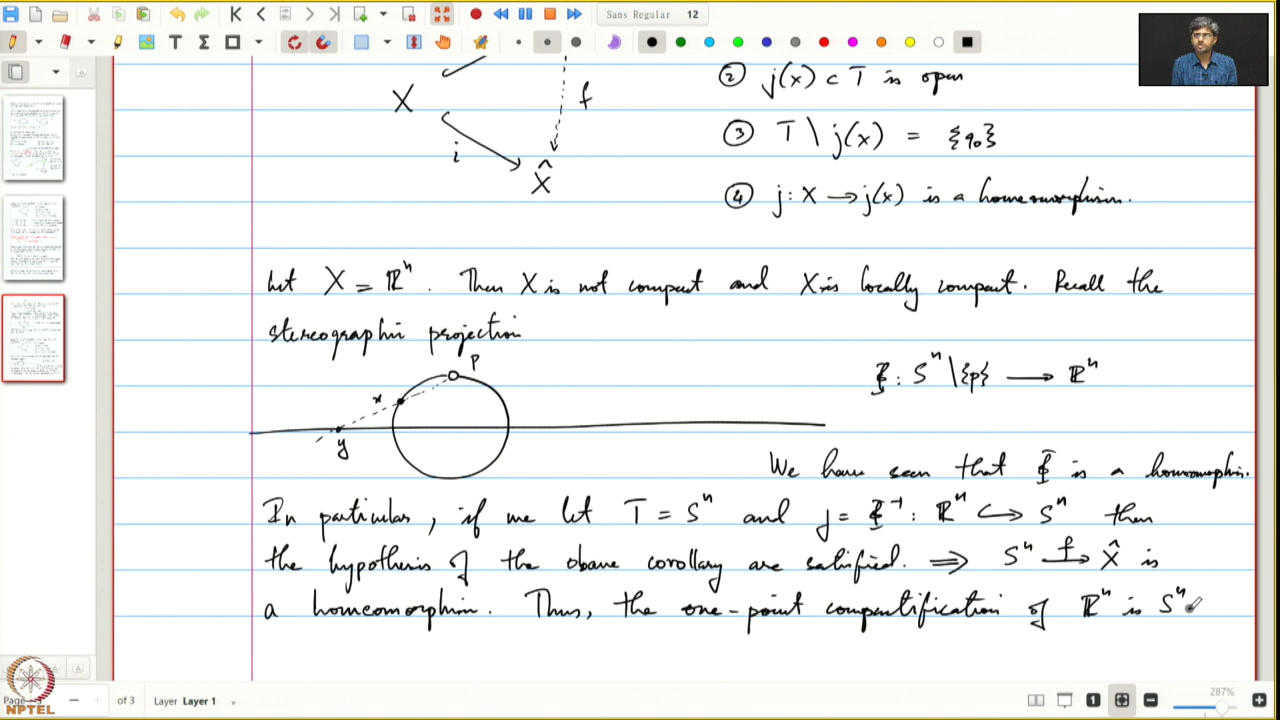 Sans Regular 12
② j(X) ⊂ T is open
X
f
③ T \ j(X) = {q₀}
i
X̂
④ j : X → j(X) is a homeomorphism.
Let X = ℝⁿ. Then X is not compact and X is locally compact. Recall the
stereographic projection
p
Φ : Sⁿ \ {p} → ℝⁿ
x
y
We have seen that Φ is a homeomorphism.
In particular, if we let T = Sⁿ and j = Φ⁻¹ : ℝⁿ ↪ Sⁿ then
the hypothesis of the above corollary are satisfied. ⟹ Sⁿ →f X̂ is
a homeomorphism. Thus, the one-point compactification of ℝⁿ is Sⁿ
Page
of 3
Layer
Layer 1
287%
NPTEL